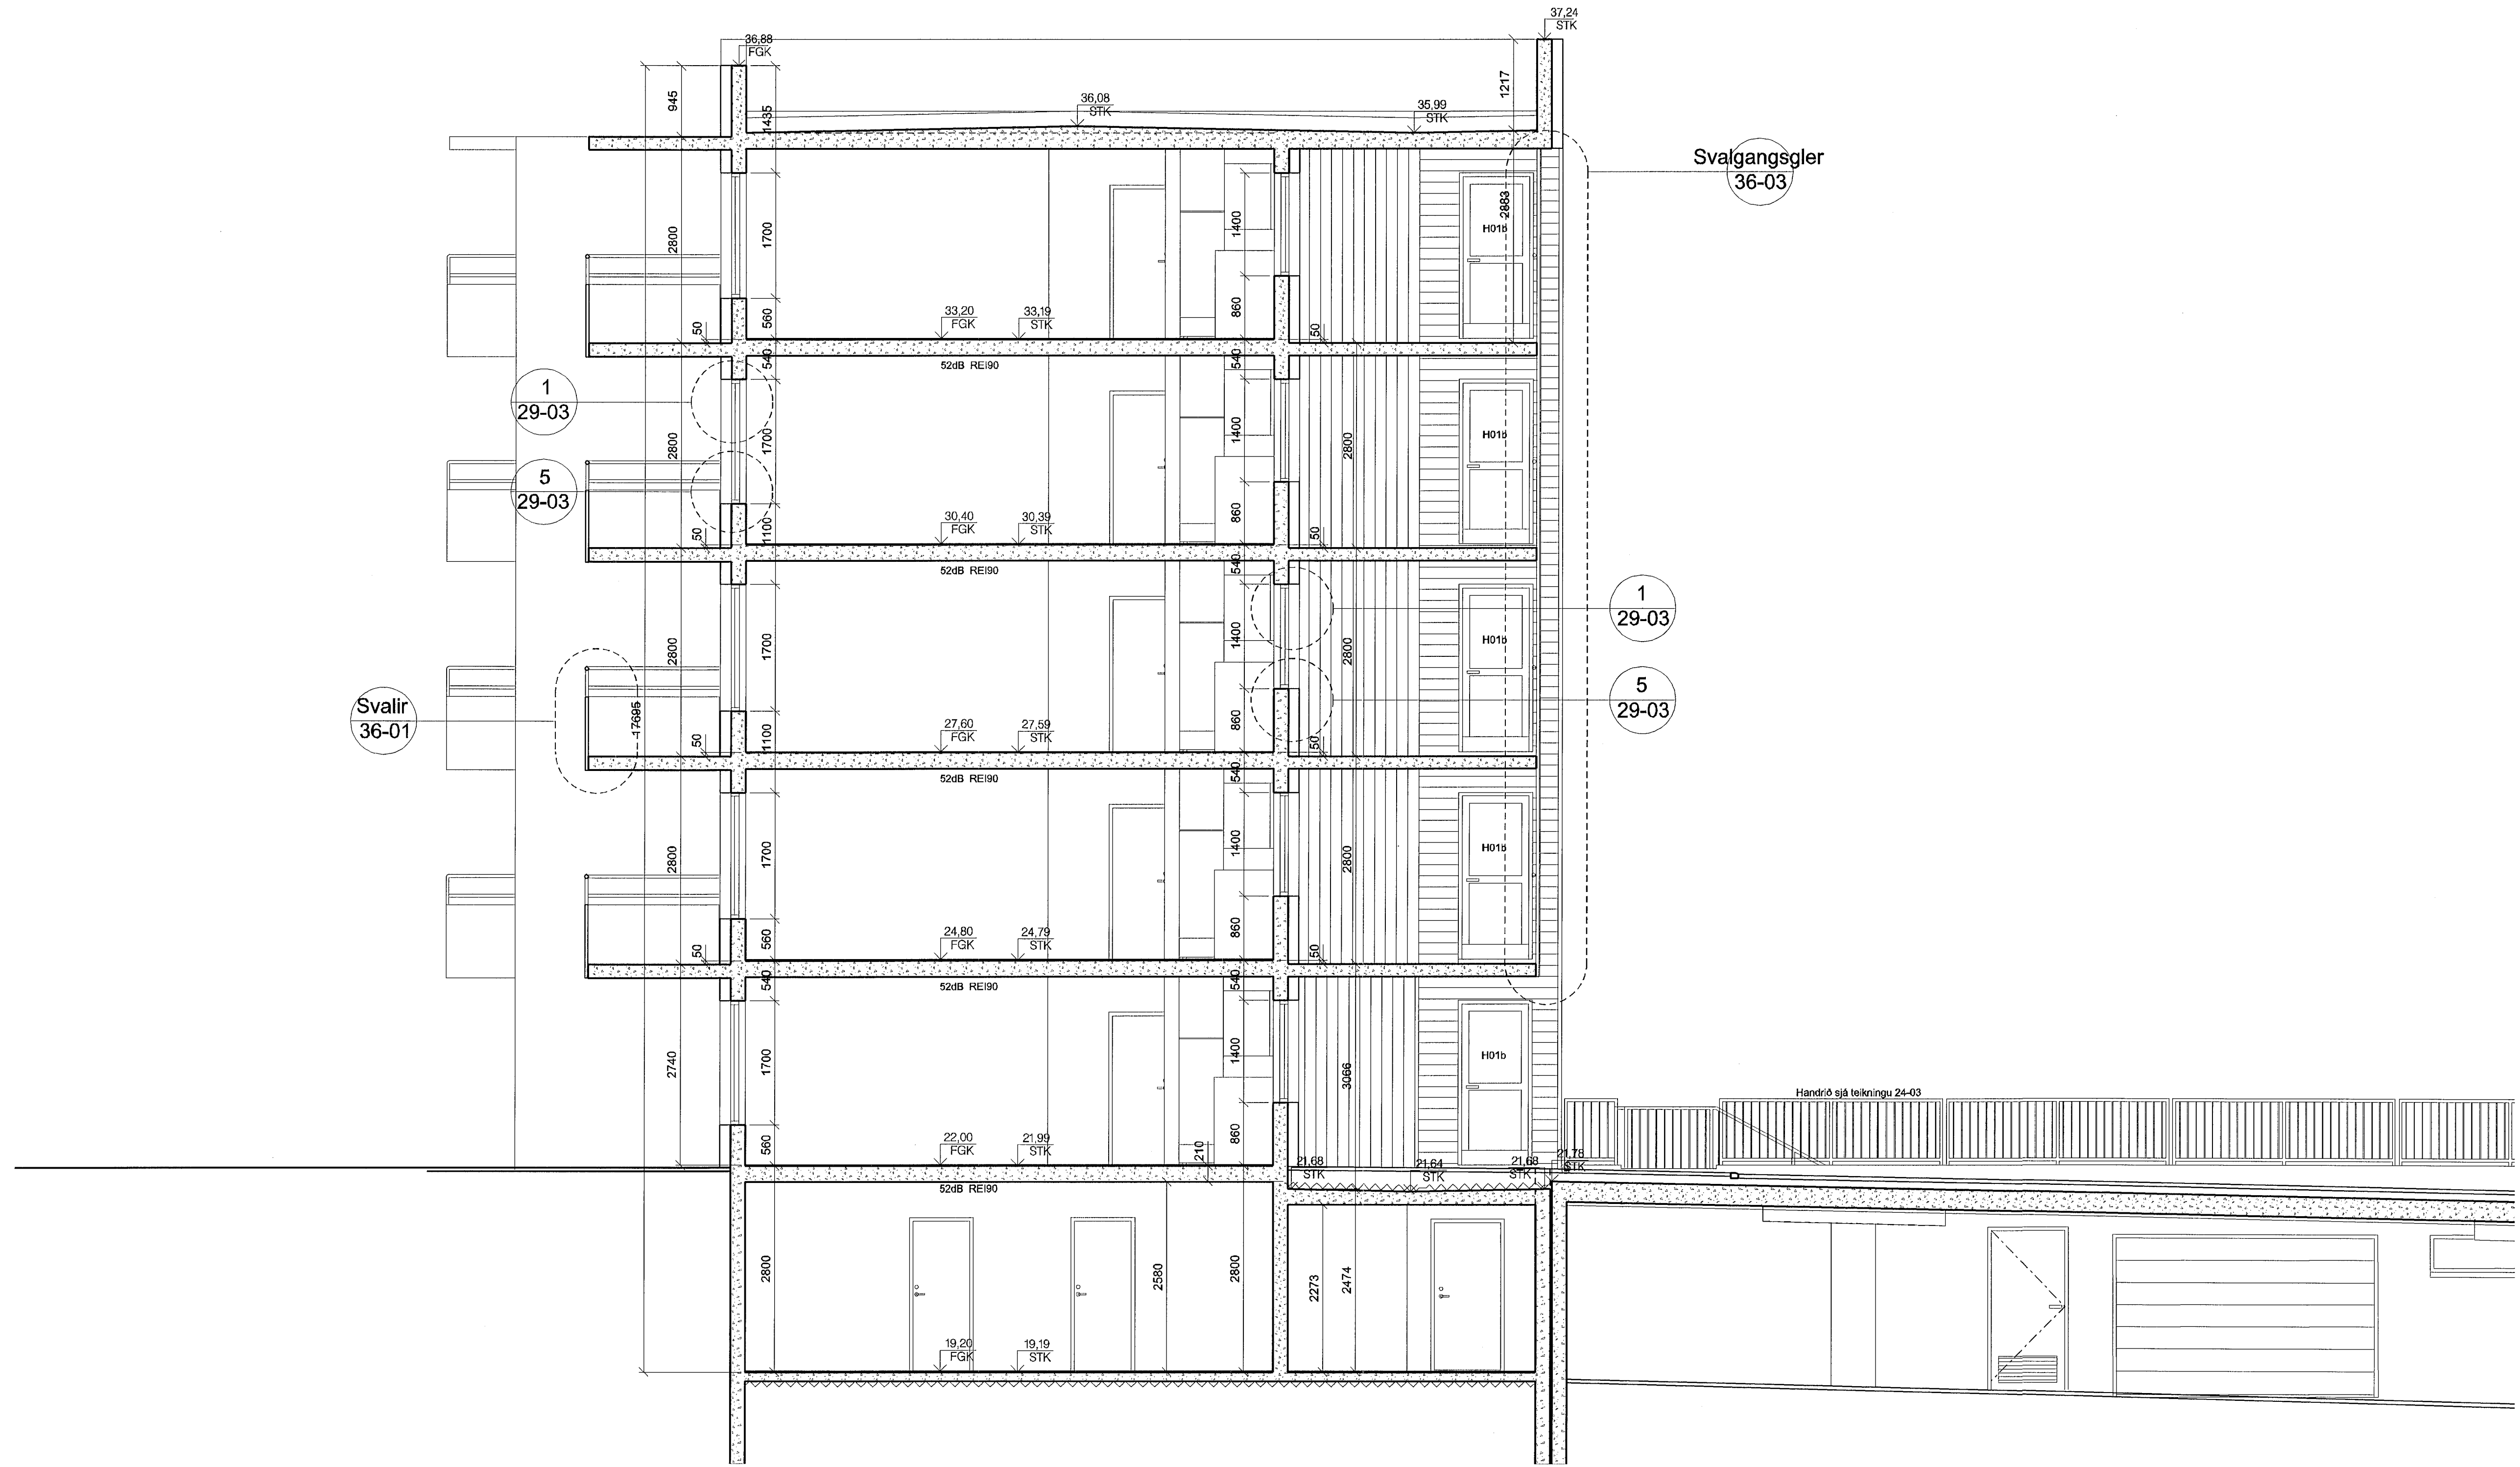 37,24
STK
36,88
FGK
945
1435
1217
36,08
STK
35,99
STK
Svalgangsgler
36-03
2800
1700
1400
2883
H01b
560
860
50
33,20
FGK
33,19
STK
50
540
52dB REI90
540
1
29-03
2800
1700
1400
2800
H01b
5
29-03
50
1100
30,40
FGK
30,39
STK
860
50
52dB REI90
540
1
29-03
2800
1700
1400
2800
H01b
5
29-03
Svalir
36-01
17695
50
1100
27,60
FGK
27,59
STK
860
50
52dB REI90
540
2800
1700
1400
2800
H01b
50
560
24,80
FGK
24,79
STK
860
50
540
52dB REI90
540
2740
1700
1400
3066
H01b
Handrið sjá teikningu 24-03
560
22,00
FGK
21,99
STK
210
860
21,68
STK
21,64
STK
21,68
STK
21,78
STK
52dB REI90
2800
2580
2800
2273
2474
19,20
FGK
19,19
STK